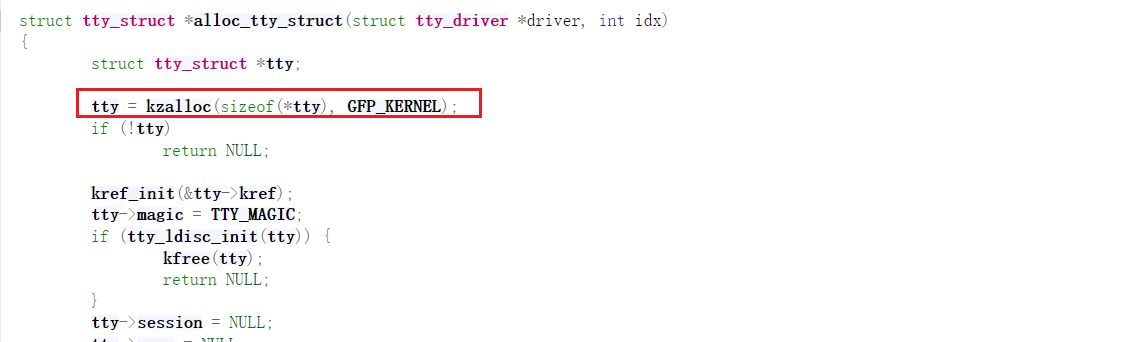 struct tty_struct *alloc_tty_struct(struct tty_driver *driver, int idx)
{
struct tty_struct *tty;
tty = kzalloc(sizeof(*tty), GFP_KERNEL);
if (!tty)
return NULL;
kref_init(&tty->kref);
tty->magic = TTY_MAGIC;
if (tty_ldisc_init(tty)) {
kfree(tty);
return NULL;
}
tty->session = NULL;